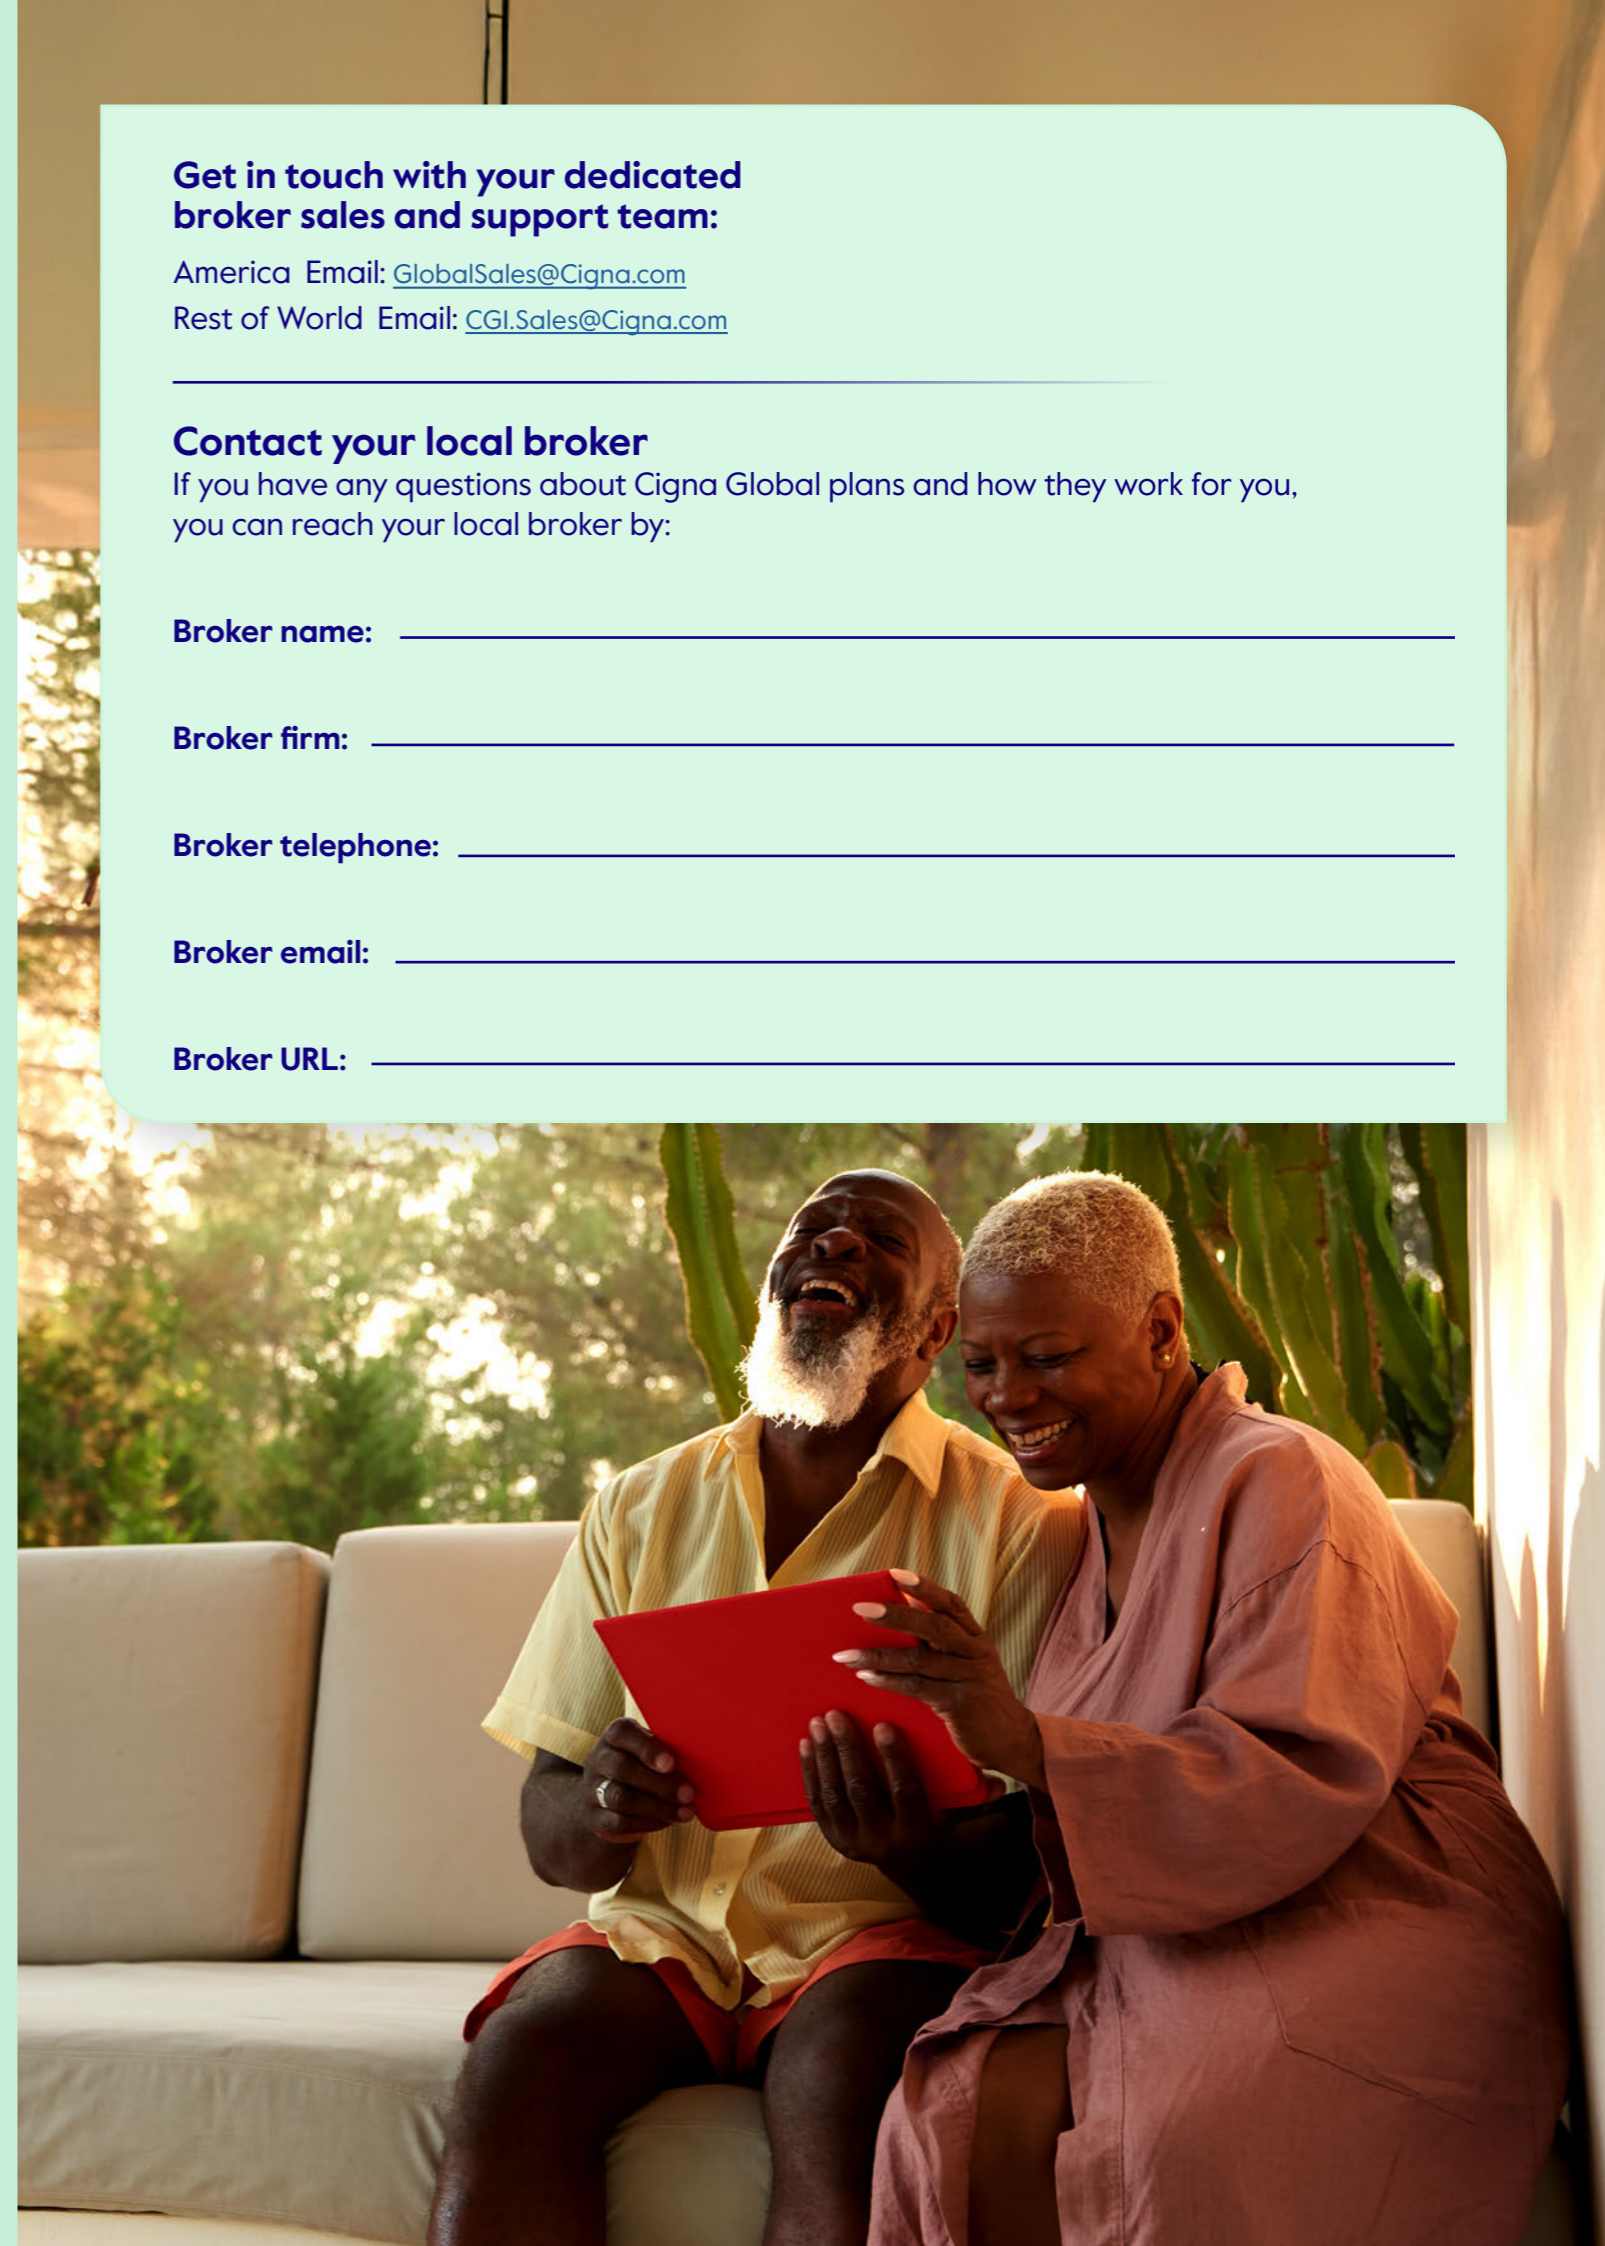 Get in touch with your dedicated
broker sales and support team:
America Email: GlobalSales@Cigna.com
Rest of World Email: CGI.Sales@Cigna.com
Contact your local broker
If you have any questions about Cigna Global plans and how they work for you,
you can reach your local broker by:
Broker name:
Broker firm:
Broker telephone:
Broker email:
Broker URL: